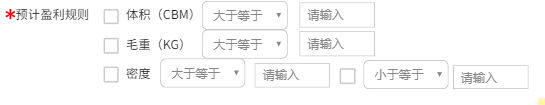 *预计盈利规则 体积（CBM） 大于等于 请输入
毛重（KG） 大于等于 请输入
密度 大于等于 请输入 小于等于 请输入